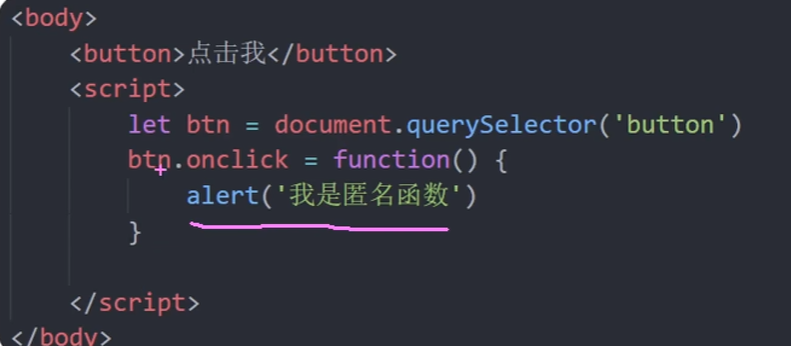 <body>
<button>点击我</button>
<script>
let btn = document.querySelector('button')
btn.onclick = function() {
alert('我是匿名函数')
}
</script>
</body>